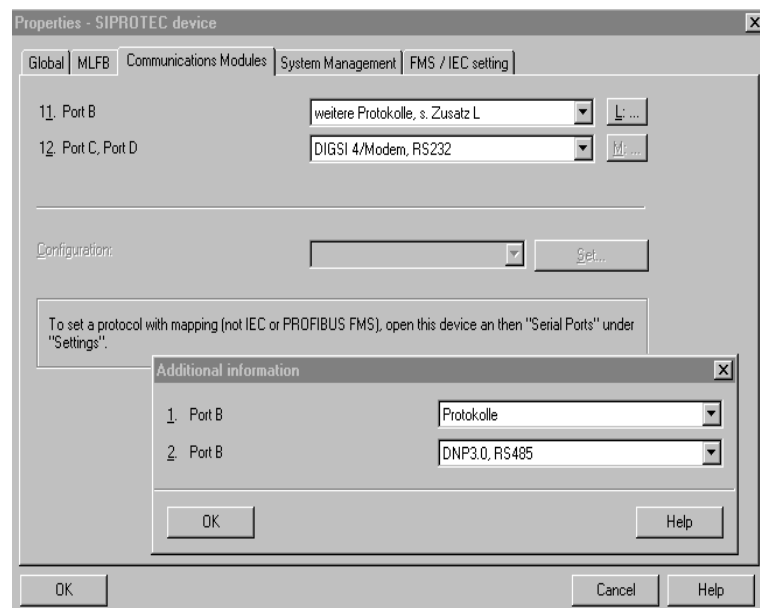 Properties - SIPROTEC device
Global MLFB Communications Modules System Management FMS / IEC setting
11. Port B weitere Protokolle, s. Zusatz L L: ...
12. Port C, Port D DIGSI 4/Modem, RS232 M: ...
Configuration: Set...
To set a protocol with mapping (not IEC or PROFIBUS FMS), open this device an then "Serial Ports" under
"Settings".
Additional information
1. Port B Protokolle
2. Port B DNP3.0, RS485
OK Help
OK Cancel Help